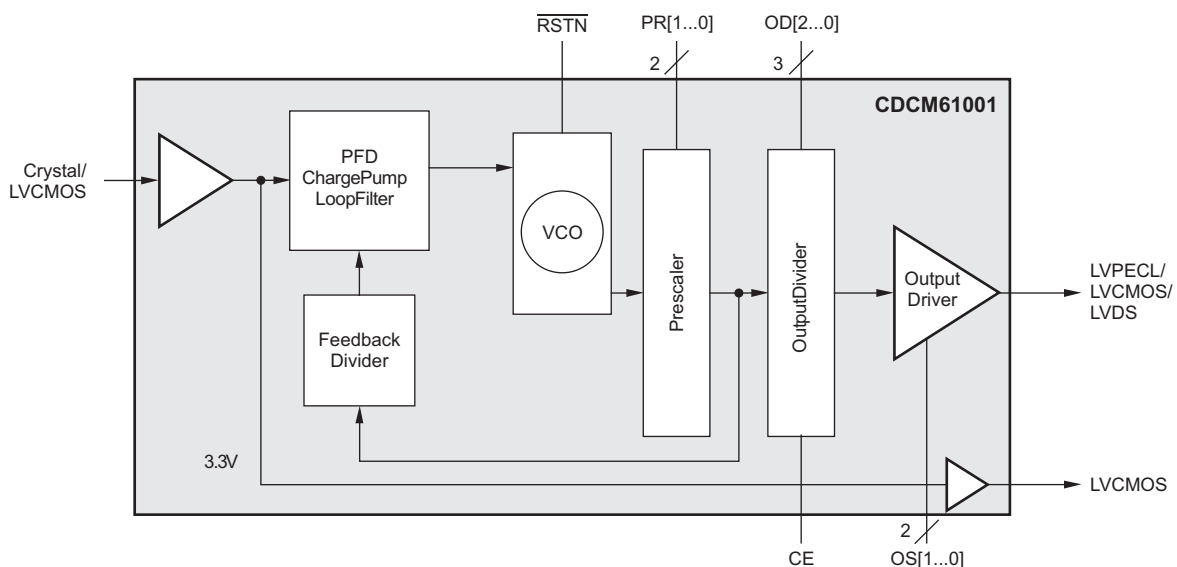 RSTN
PR[1...0]
OD[2...0]
2
3
CDCM61001
Crystal/
LVCMOS
PFD
ChargePump
LoopFilter
VCO
Feedback
Divider
Prescaler
OutputDivider
Output
Driver
LVPECL/
LVCMOS/
LVDS
3.3V
LVCMOS
2
CE
OS[1...0]